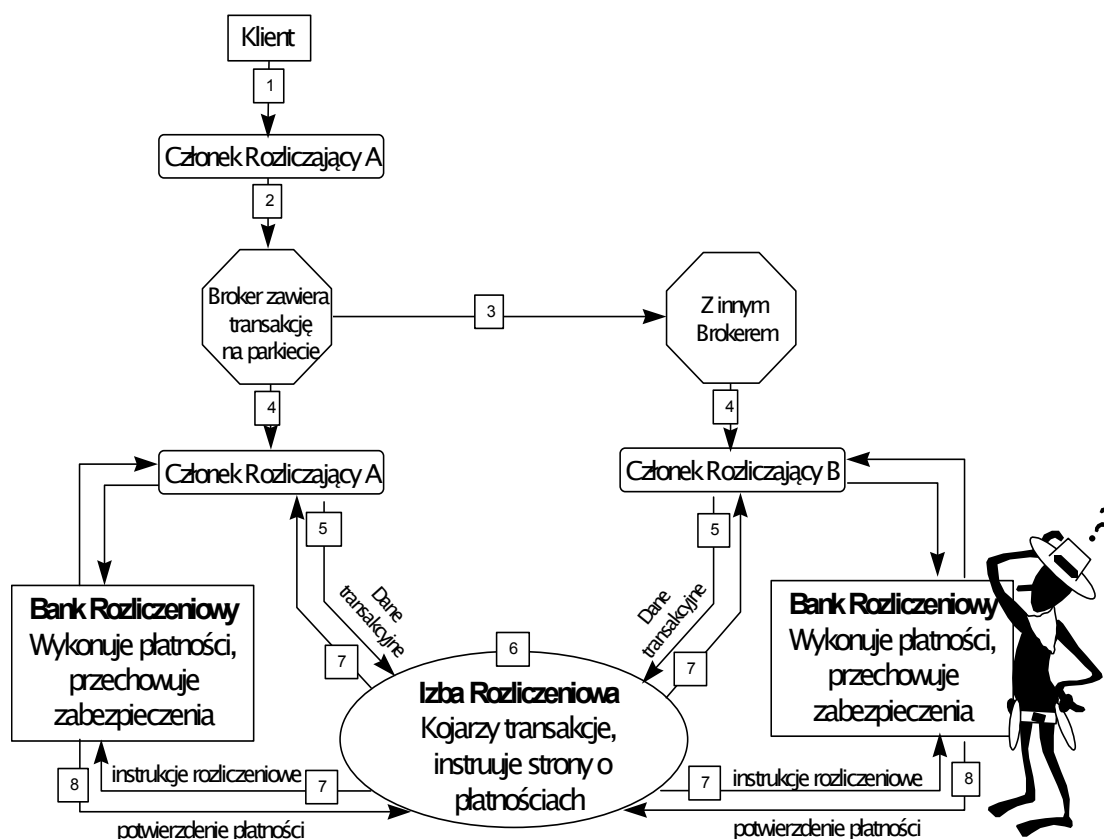 Klient
1
Członek Rozliczający A
2
Broker zawiera
transakcję
na parkiecie
3
Z innym
Brokerem
4
4
Członek Rozliczający A
Członek Rozliczający B
5
5
Dane
transakcyjne
Dane
transakcyjne
Bank Rozliczeniowy
Wykonuje płatności,
przechowuje
zabezpieczenia
Bank Rozliczeniowy
Wykonuje płatności,
przechowuje
zabezpieczenia
7
6
7
Izba Rozliczeniowa
Kojarzy transakcje,
instruuje strony o
płatnościach
8
instrukcje rozliczeniowe
7
7
instrukcje rozliczeniowe
8
potwierzdenie płatności
potwierzdenie płatności
? ?